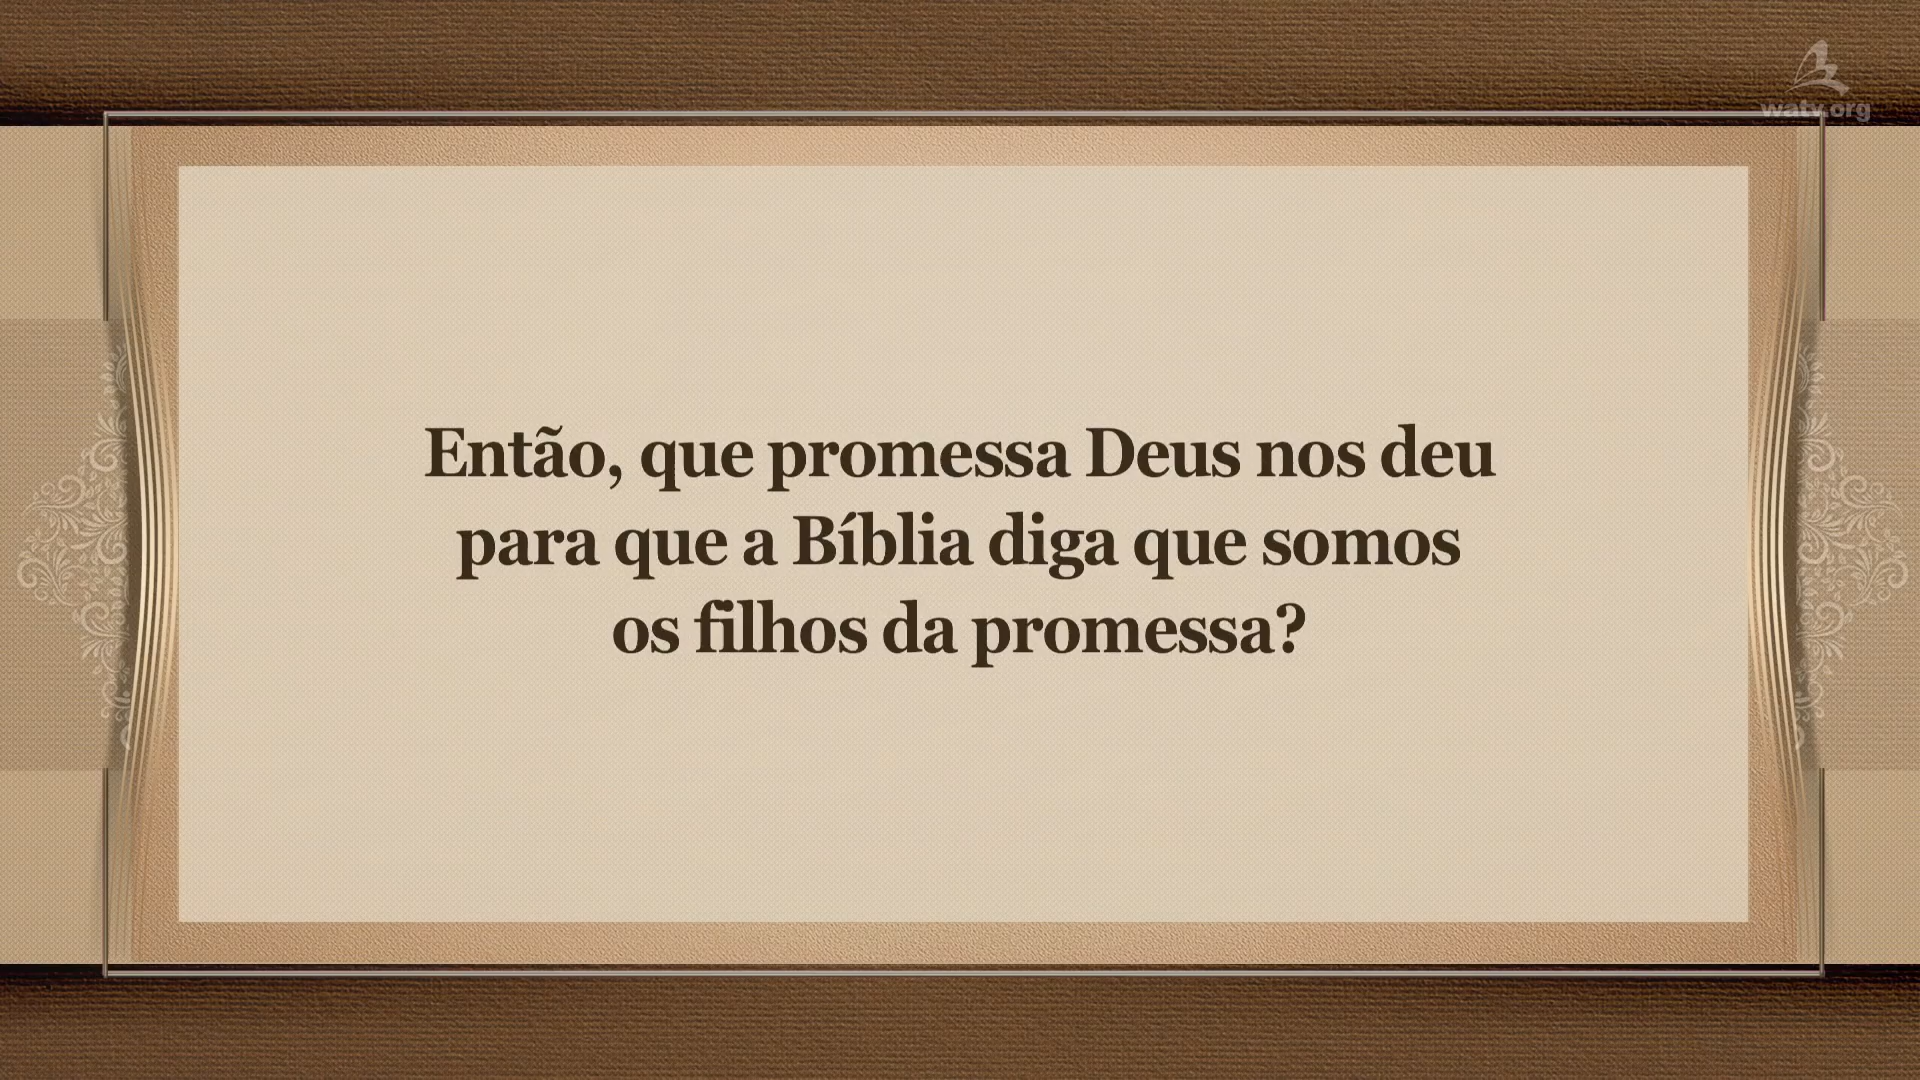 watv.org
Então, que promessa Deus nos deu
para que a Bíblia diga que somos
os filhos da promessa?